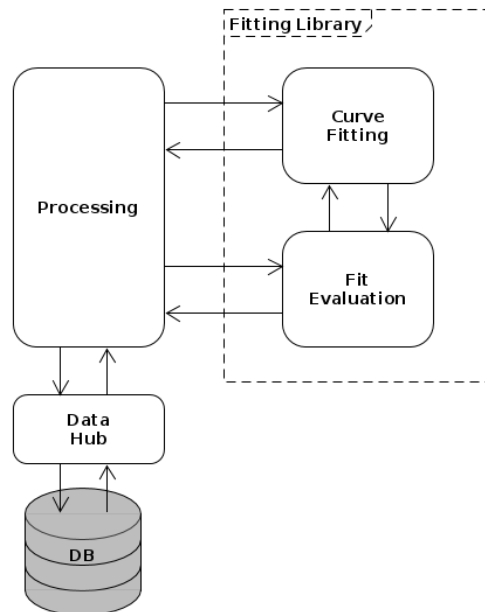 Fitting Library
Curve
Fitting
Processing
Fit
Evaluation
Data
Hub
DB